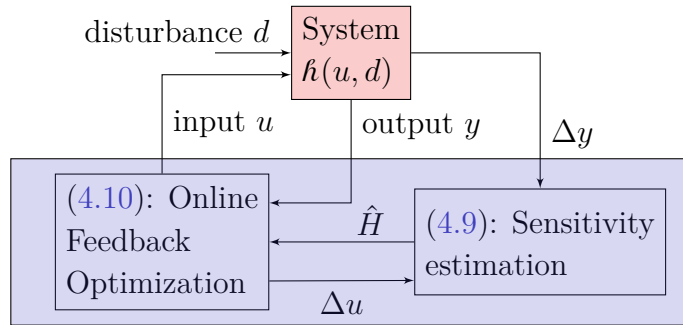 disturbance d
System
ℏ(u, d)
input u
output y
Δy
(4.10): Online
Feedback
Optimization
Ĥ
(4.9): Sensitivity
estimation
Δu